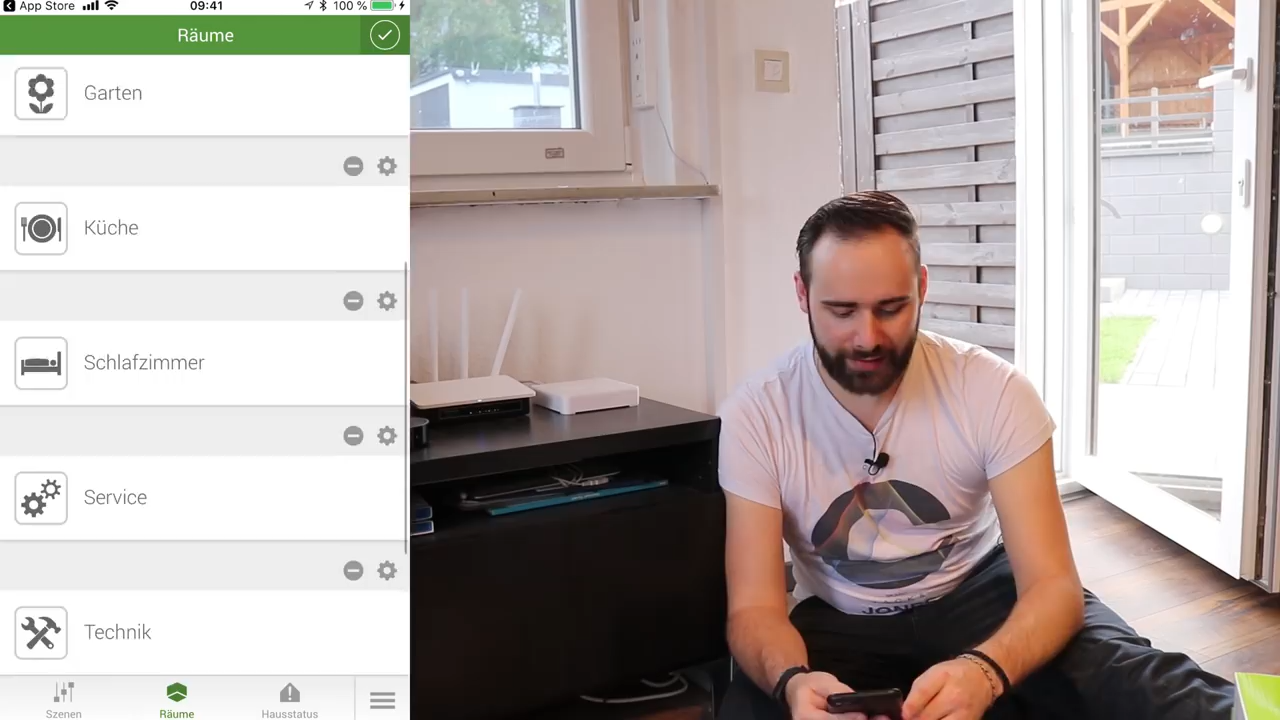 App Store 09:41 100 %
Räume
Garten
Küche
Schlafzimmer
Service
Technik
Szenen Räume Hausstatus